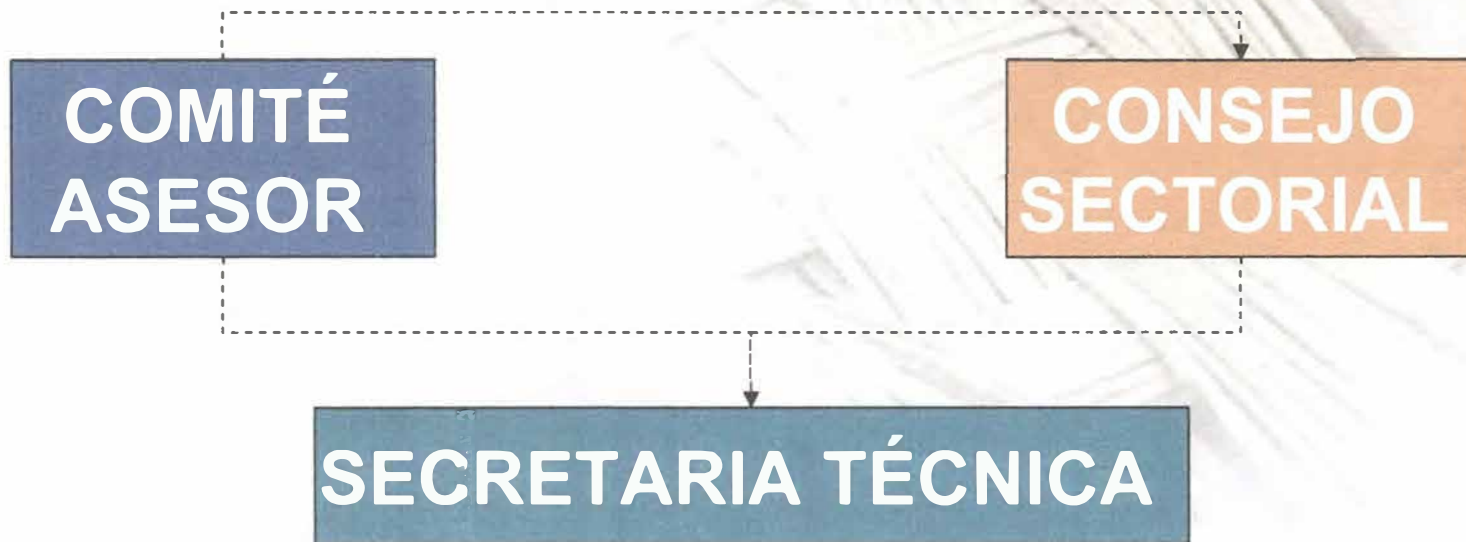 COMITÉ
ASESOR
CONSEJO
SECTORIAL
SECRETARIA TÉCNICA